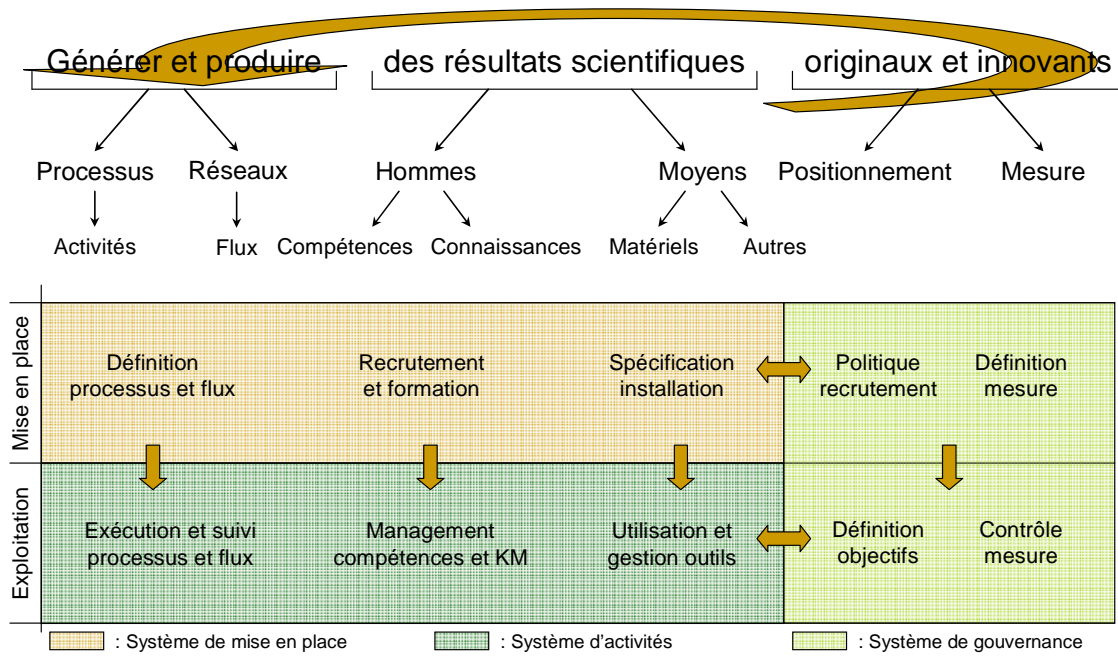 Générer et produire des résultats scientifiques originaux et innovants
Processus Réseaux Hommes Moyens Positionnement Mesure
Activités Flux Compétences Connaissances Matériels Autres
Mise en place
Définition
processus et flux
Recrutement
et formation
Spécification
installation
Politique
recrutement
Définition
mesure
Exploitation
Exécution et suivi
processus et flux
Management
compétences et KM
Utilisation et
gestion outils
Définition
objectifs
Contrôle
mesure
: Système de mise en place : Système d'activités : Système de gouvernance